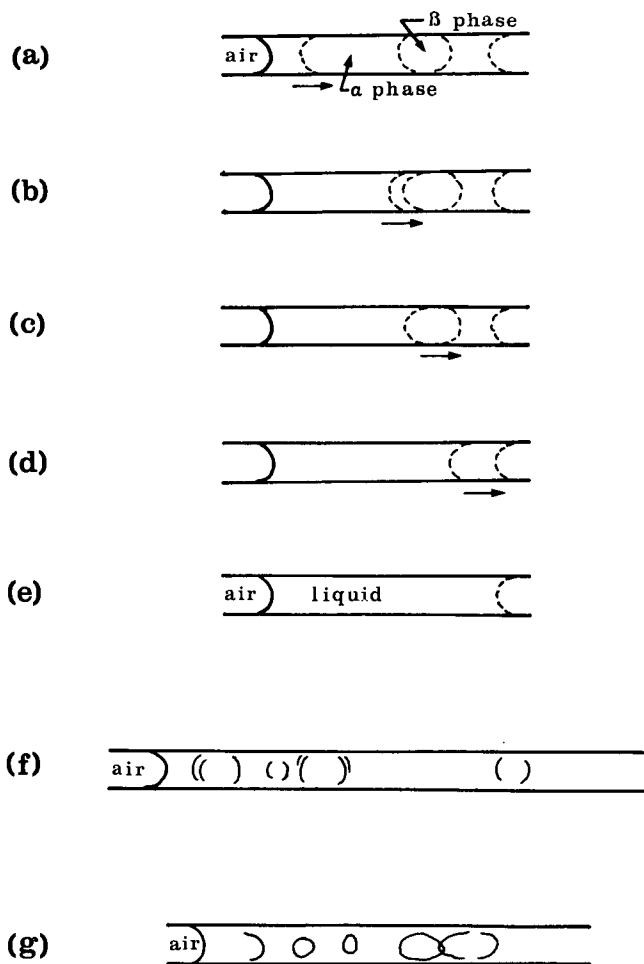 (a)
air
ß phase
a phase
(b)
(c)
(d)
(e)
air
liquid
(f)
air
(g)
air